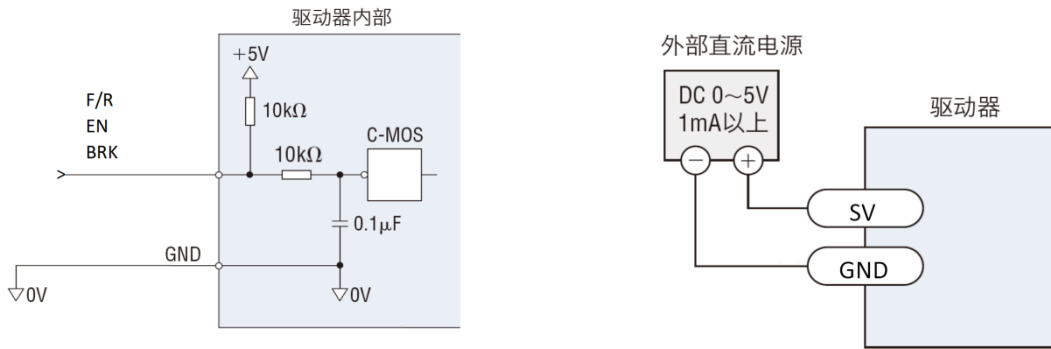 驱动器内部
+5V
10kΩ
F/R
EN
BRK
C-MOS
10kΩ
0.1μF
GND
0V
0V
外部直流电源
DC 0～5V
1mA以上
− +
驱动器
SV
GND